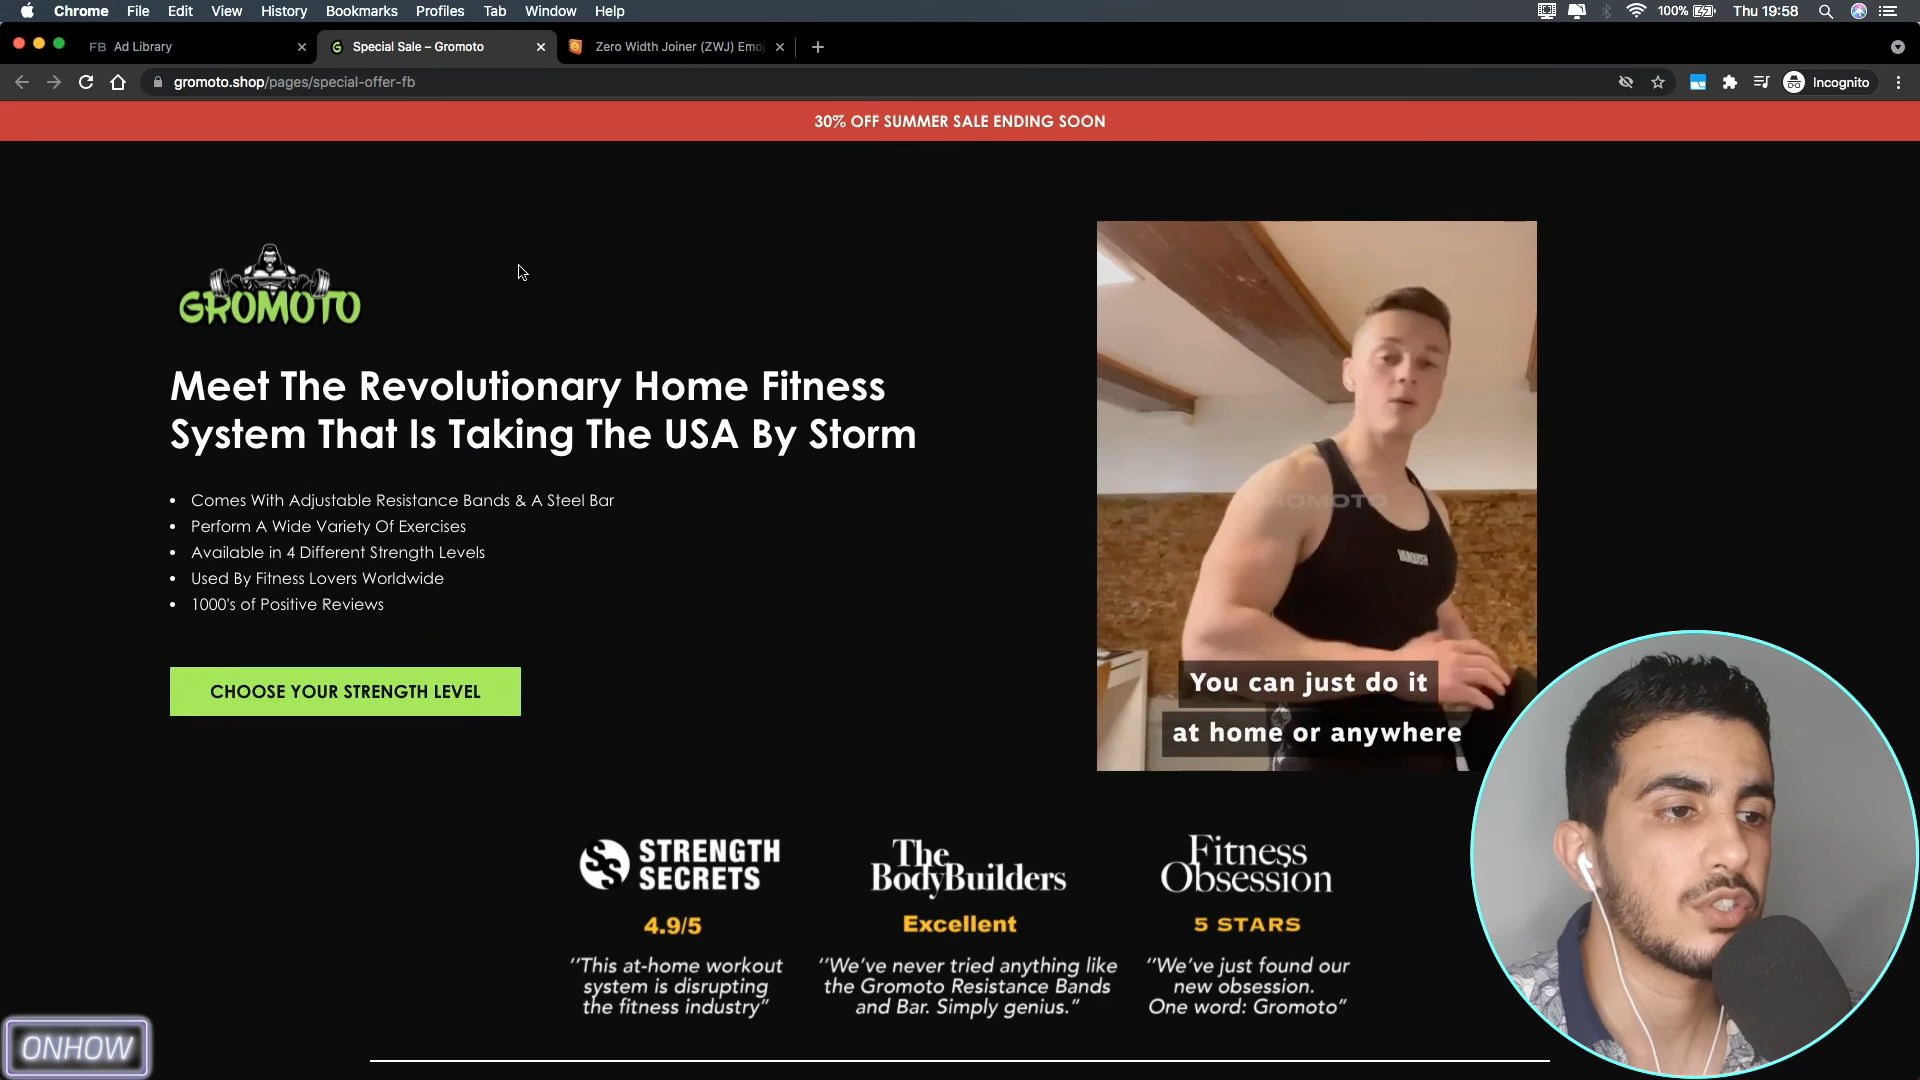 Chrome File Edit View History Bookmarks Profiles Tab Window Help 100% Thu 19:58
FB Ad Library Special Sale – Gromoto Zero Width Joiner (ZWJ) Emoj
gromoto.shop/pages/special-offer-fb Incognito
30% OFF SUMMER SALE ENDING SOON
GROMOTO
Meet The Revolutionary Home Fitness
System That Is Taking The USA By Storm
• Comes With Adjustable Resistance Bands & A Steel Bar
• Perform A Wide Variety Of Exercises
• Available in 4 Different Strength Levels
• Used By Fitness Lovers Worldwide
• 1000's of Positive Reviews
CHOOSE YOUR STRENGTH LEVEL
GROMOTO
You can just do it
at home or anywhere
STRENGTH
SECRETS
4.9/5
‘‘This at-home workout
system is disrupting
the fitness industry”
The
BodyBuilders
Excellent
‘‘We’ve never tried anything like
the Gromoto Resistance Bands
and Bar. Simply genius.”
Fitness
Obsession
5 STARS
‘‘We’ve just found our
new obsession.
One word: Gromoto”
ONHOW